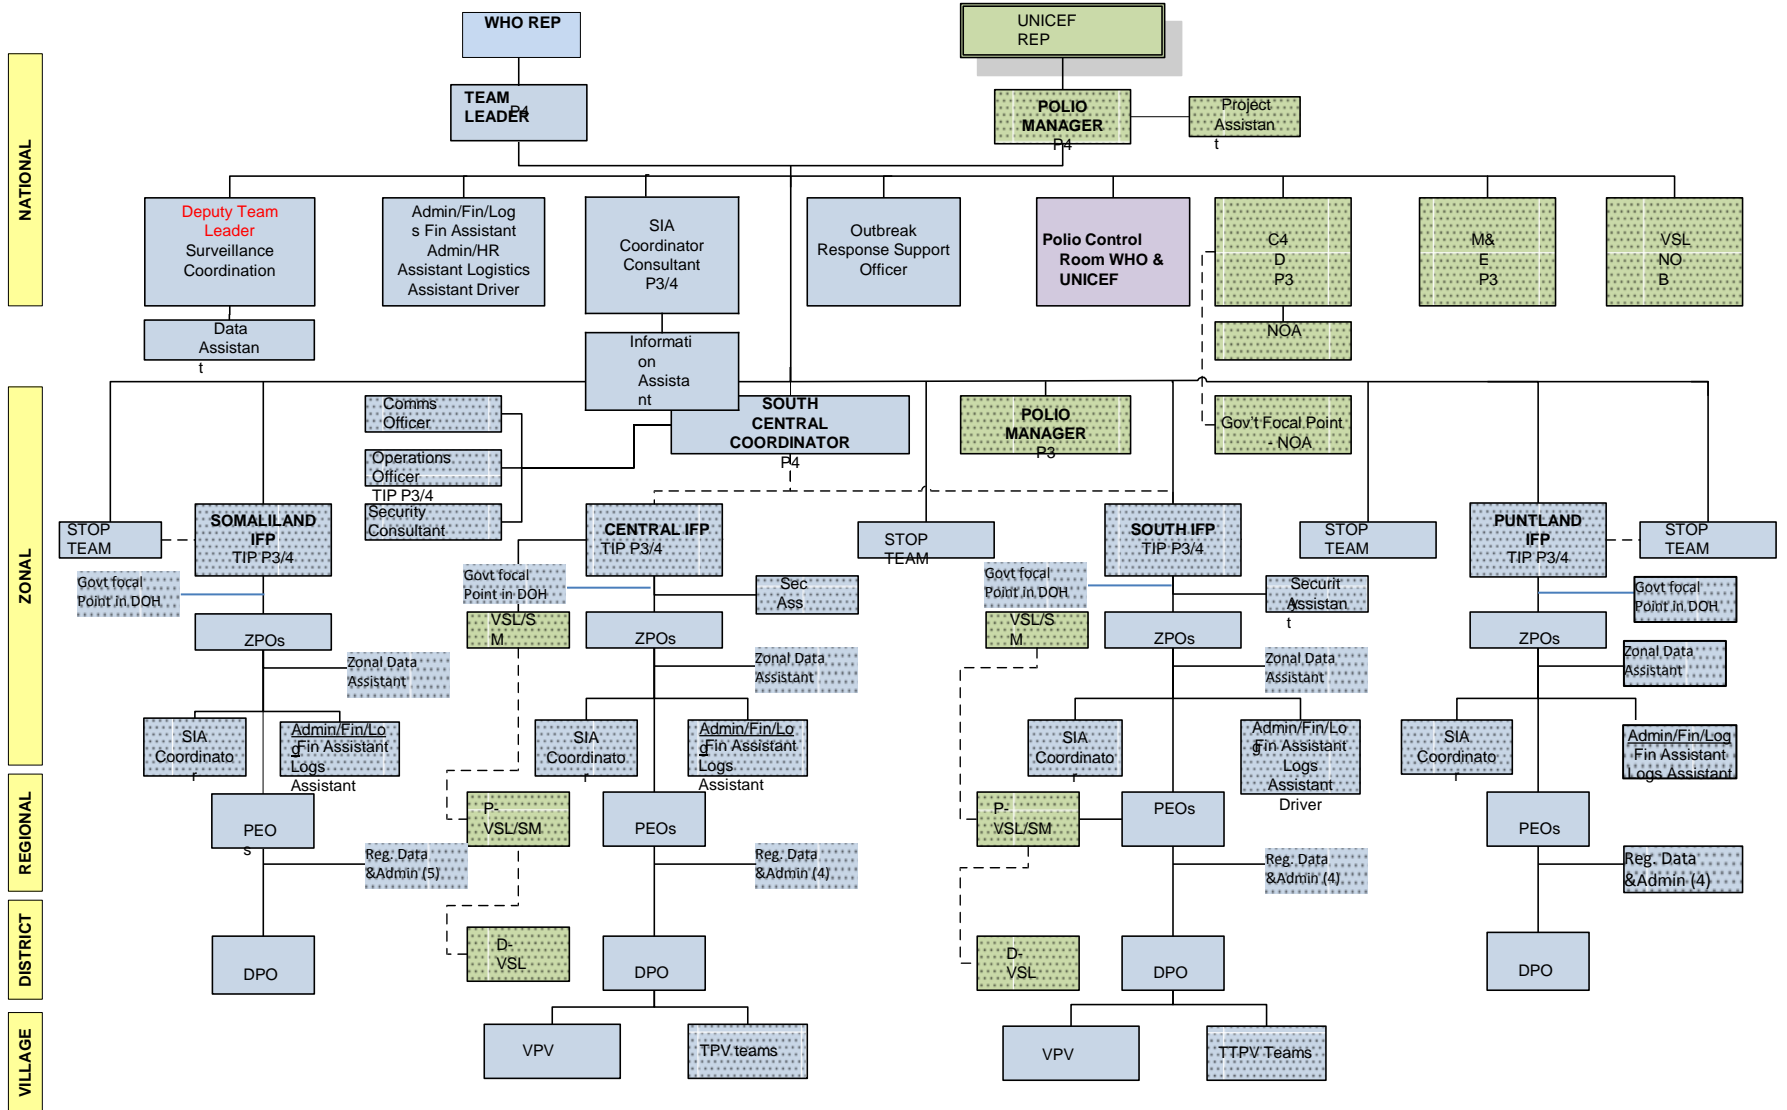 WHO REP
UNICEF
REP
NATIONAL
TEAM
LEADER
P4
POLIO
MANAGER
P4
Project
Assistan
t
Deputy Team
Leader
Surveillance
Coordination
Admin/Fin/Log
s Fin Assistant
Admin/HR
Assistant Logistics
Assistant Driver
SIA
Coordinator
Consultant
P3/4
Outbreak
Response Support
Officer
Polio Control
Room WHO &
UNICEF
C4
D
P3
M&
E
P3
VSL
NO
B
Data
Assistan
t
Informati
on
Assista
nt
NOA
ZONAL
Comms
Officer
Operations
Officer
TIP P3/4
Security
Consultant
SOUTH
CENTRAL
COORDINATOR
P4
POLIO
MANAGER
P3
Gov't Focal Point
- NOA
STOP
TEAM
SOMALILAND
IFP
TIP P3/4
CENTRAL IFP
TIP P3/4
STOP
TEAM
SOUTH IFP
TIP P3/4
STOP
TEAM
PUNTLAND
IFP
TIP P3/4
STOP
TEAM
Govt focal
Point in DOH
Govt focal
Point in DOH
Sec
Ass
Govt focal
Point in DOH
Securit
y
Assistan
t
Govt focal
Point in DOH
ZPOs
VSL/S
M
ZPOs
VSL/S
M
ZPOs
ZPOs
Zonal Data
Assistant
Zonal Data
Assistant
Zonal Data
Assistant
Zonal Data
Assistant
SIA
Coordinato
r
Admin/Fin/Lo
g
Fin Assistant
Logs
Assistant
SIA
Coordinato
r
Admin/Fin/Lo
g
Fin Assistant
Logs
Assistant
SIA
Coordinato
r
Admin/Fin/Lo
g
Fin Assistant
Logs
Assistant
Driver
SIA
Coordinato
r
Admin/Fin/Log
Fin Assistant
Logs Assistant
REGIONAL
PEO
s
P-
VSL/SM
PEOs
P-
VSL/SM
PEOs
PEOs
Reg. Data
&Admin (5)
Reg. Data
&Admin (4)
Reg. Data
&Admin (4)
Reg. Data
&Admin (4)
DISTRICT
DPO
D-
VSL
DPO
D-
VSL
DPO
DPO
VILLAGE
VPV
TPV teams
VPV
TTPV Teams